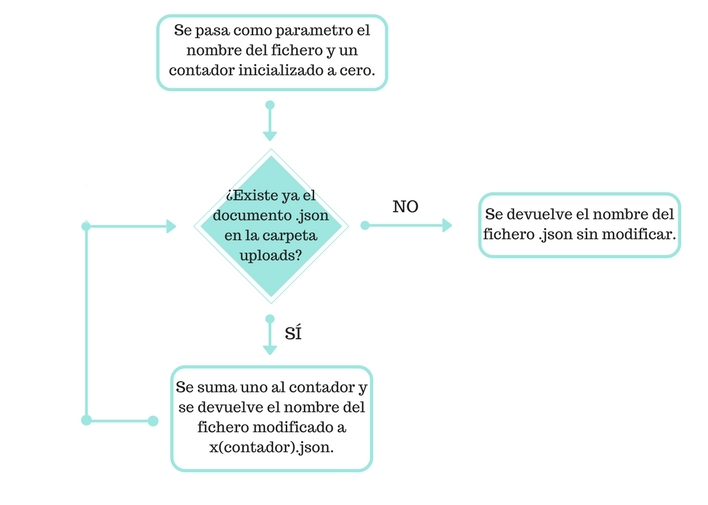 Se pasa como parametro el
nombre del fichero y un
contador inicializado a cero.
¿Existe ya el
documento .json
en la carpeta
uploads?
NO
Se devuelve el nombre del
fichero .json sin modificar.
SÍ
Se suma uno al contador y
se devuelve el nombre del
fichero modificado a
x(contador).json.